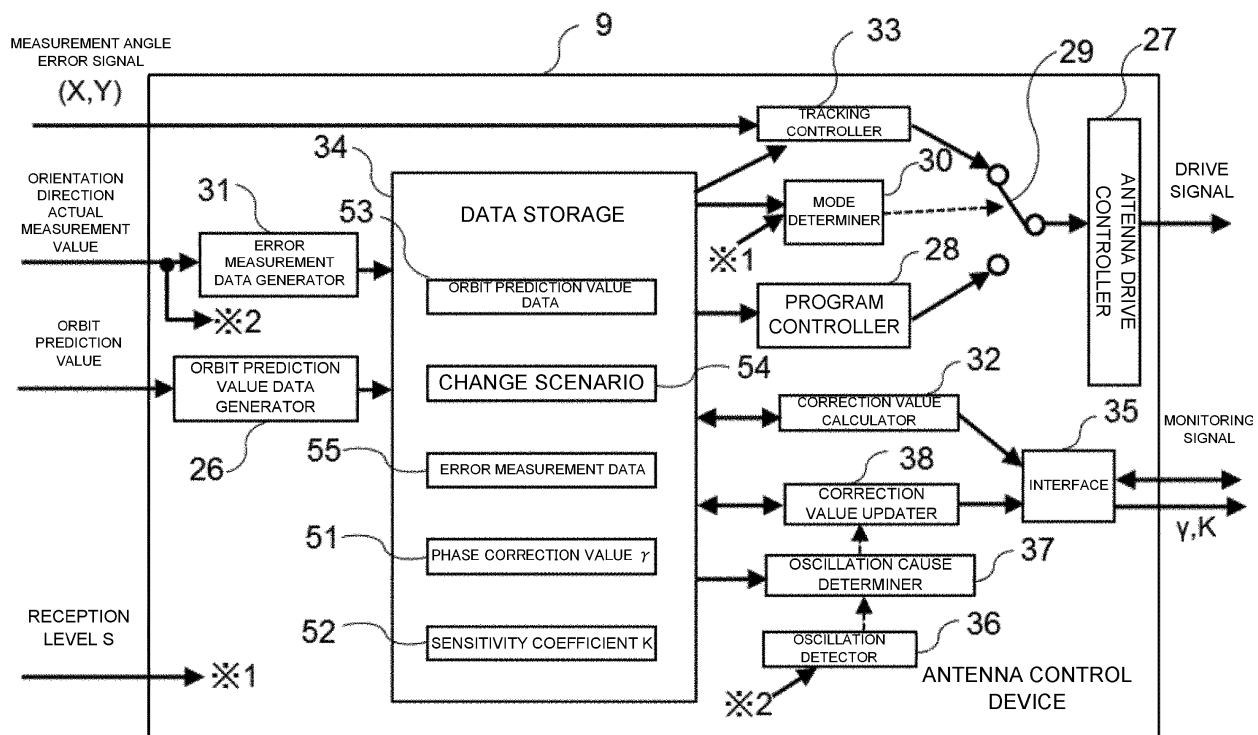 9
33
27
29
MEASUREMENT ANGLE
ERROR SIGNAL
(X,Y)
TRACKING
CONTROLLER
34
30
ORIENTATION
DIRECTION
ACTUAL
MEASUREMENT
VALUE
31
53
DATA STORAGE
MODE
DETERMINER
ANTENNA DRIVE
CONTROLLER
DRIVE
SIGNAL
ERROR
MEASUREMENT
DATA GENERATOR
※1
28
※2
ORBIT PREDICTION VALUE
DATA
PROGRAM
CONTROLLER
ORBIT
PREDICTION
VALUE
ORBIT PREDICTION
VALUE DATA
GENERATOR
26
CHANGE SCENARIO
54
32
CORRECTION VALUE
CALCULATOR
35
MONITORING
SIGNAL
55
ERROR MEASUREMENT DATA
38
CORRECTION
VALUE UPDATER
INTERFACE
γ,K
51
PHASE CORRECTION VALUE γ
OSCILLATION CAUSE
DETERMINER
37
RECEPTION
LEVEL S
※1
52
SENSITIVITY COEFFICIENT K
OSCILLATION
DETECTOR
36
※2
ANTENNA CONTROL
DEVICE